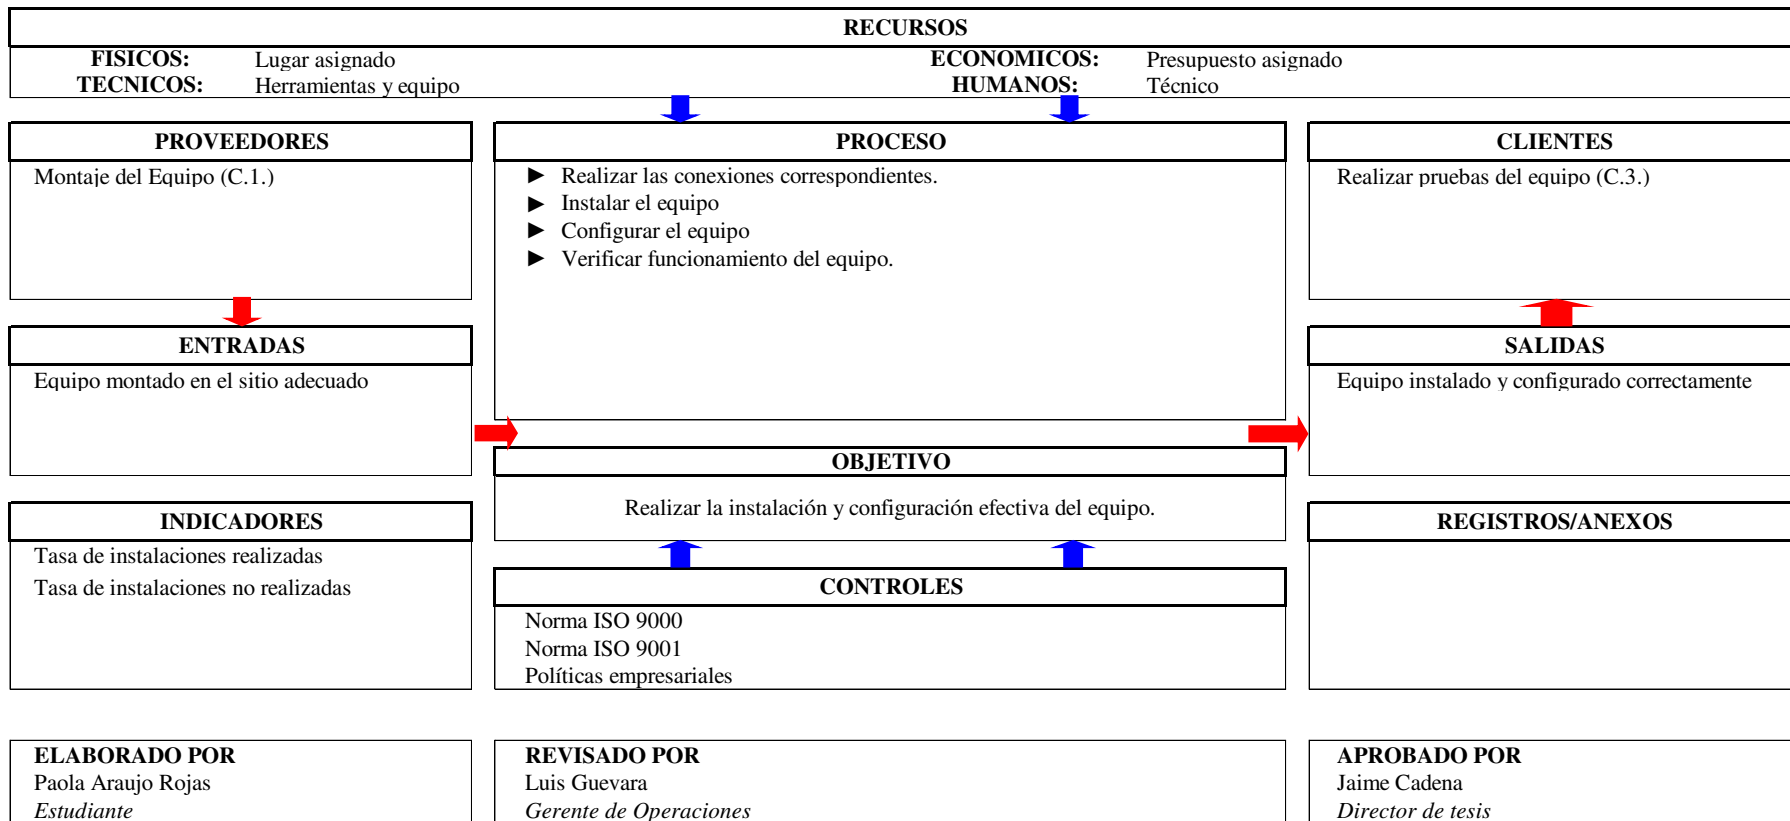 RECURSOS
FISICOS: Lugar asignado ECONOMICOS: Presupuesto asignado
TECNICOS: Herramientas y equipo HUMANOS: Técnico
PROVEEDORES
Montaje del Equipo (C.1.)
PROCESO
► Realizar las conexiones correspondientes.
► Instalar el equipo
► Configurar el equipo
► Verificar funcionamiento del equipo.
CLIENTES
Realizar pruebas del equipo (C.3.)
ENTRADAS
Equipo montado en el sitio adecuado
SALIDAS
Equipo instalado y configurado correctamente
OBJETIVO
Realizar la instalación y configuración efectiva del equipo.
INDICADORES
Tasa de instalaciones realizadas
Tasa de instalaciones no realizadas
REGISTROS/ANEXOS
CONTROLES
Norma ISO 9000
Norma ISO 9001
Políticas empresariales
ELABORADO POR
Paola Araujo Rojas
Estudiante
REVISADO POR
Luis Guevara
Gerente de Operaciones
APROBADO POR
Jaime Cadena
Director de tesis